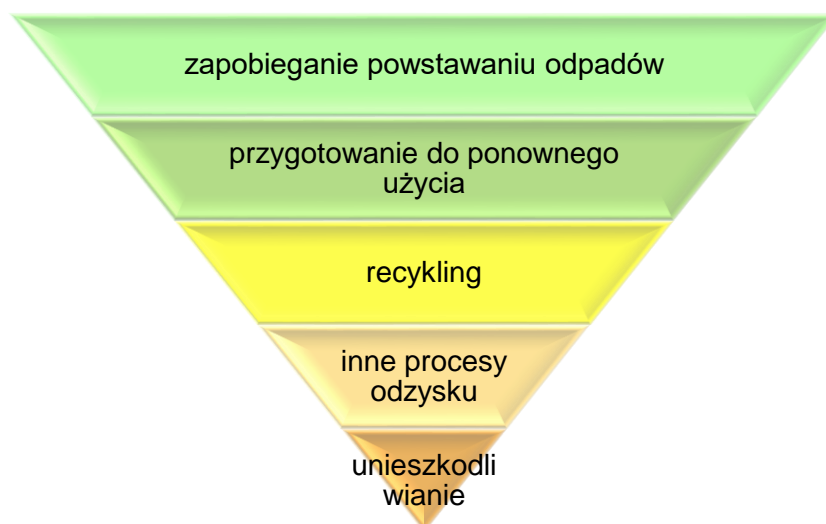 zapobieganie powstawaniu odpadów
przygotowanie do ponownego
użycia
recykling
inne procesy
odzysku
unieszkodli
wianie